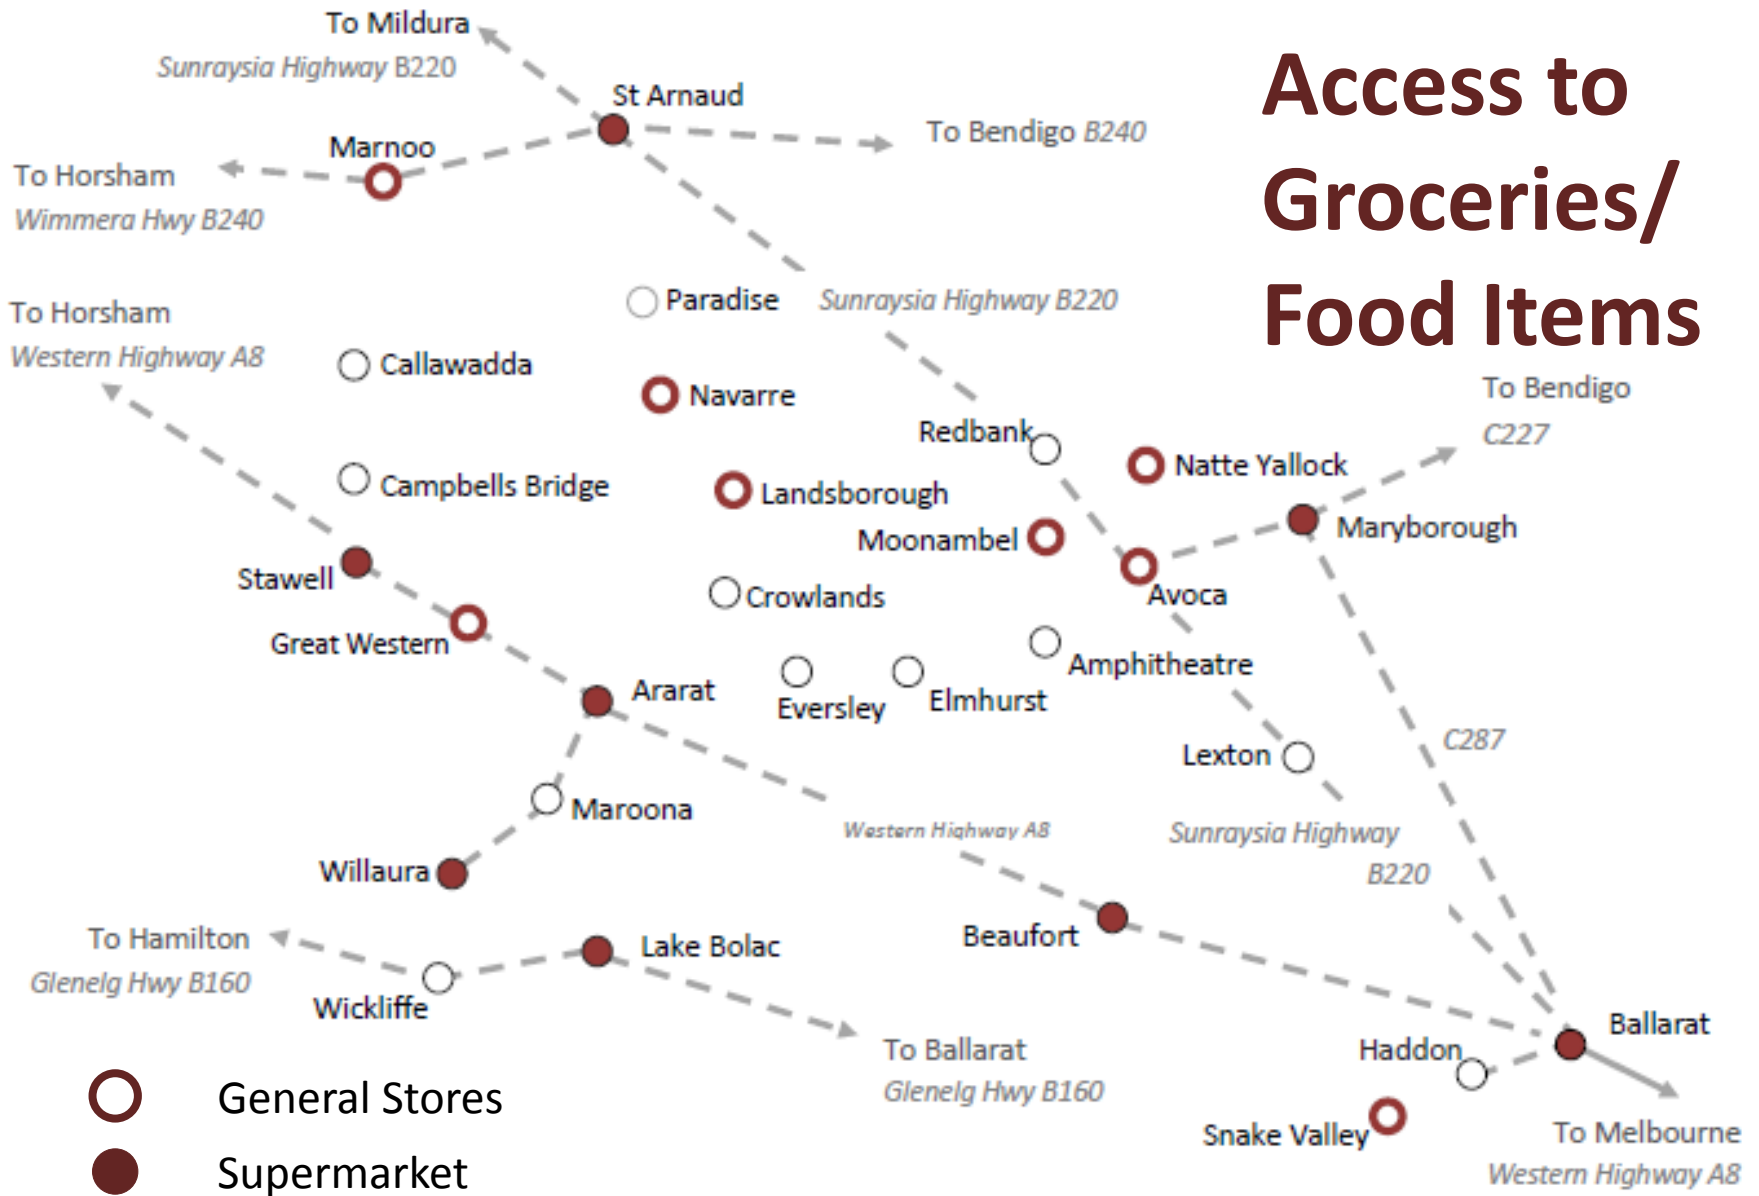 To Mildura
Sunraysia Highway B220
Access to
Groceries/
Food Items
St Arnaud
To Bendigo B240
Marnoo
To Horsham
Wimmera Hwy B240
Paradise
Sunraysia Highway B220
To Horsham
Western Highway A8
Callawadda
Navarre
To Bendigo
C227
Redbank
Natte Yallock
Campbells Bridge
Landsborough
Maryborough
Moonambel
Stawell
Crowlands
Avoca
Great Western
Amphitheatre
Ararat
Eversley
Elmhurst
C287
Lexton
Maroona
Western Highway A8
Sunraysia Highway
B220
Willaura
Beaufort
To Hamilton
Glenelg Hwy B160
Lake Bolac
Wickliffe
Ballarat
To Ballarat
Glenelg Hwy B160
Haddon
General Stores
Snake Valley
To Melbourne
Western Highway A8
Supermarket